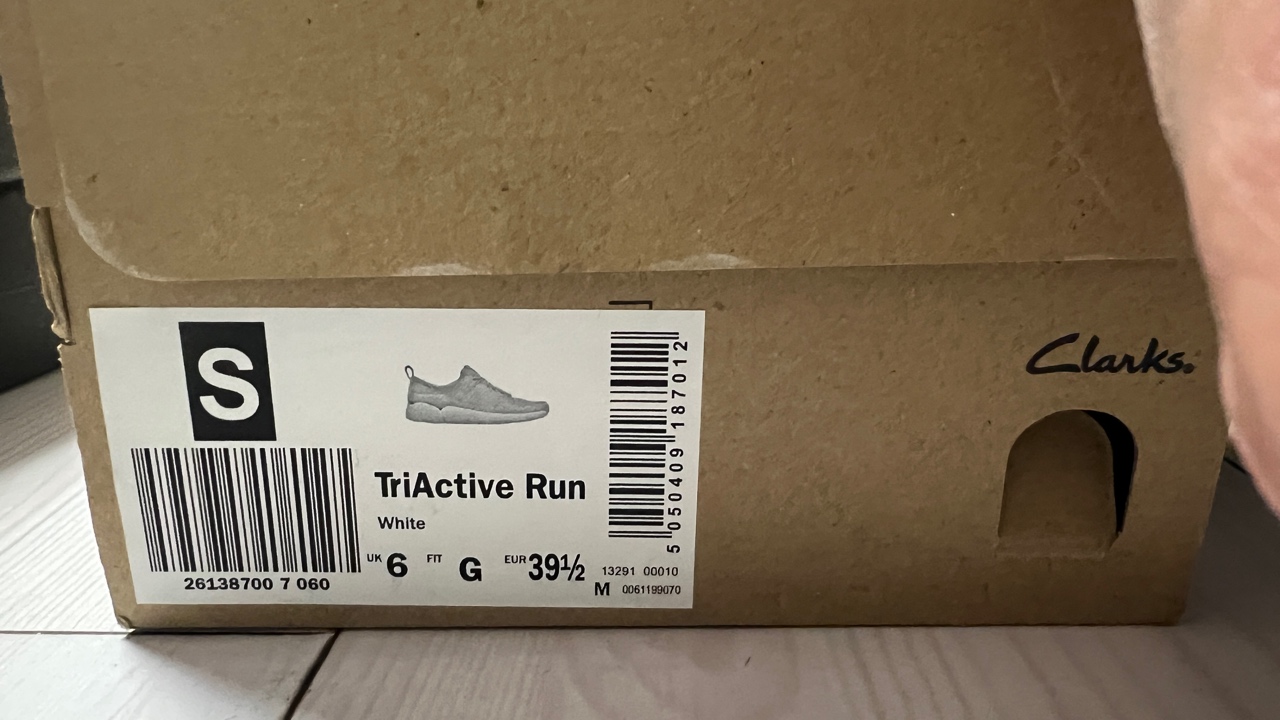 S
26138700 7 060
TriActive Run
White
UK 6 FIT G EUR 39½
5 050409 187012
13291 00010
M 0061199070
Clarks.